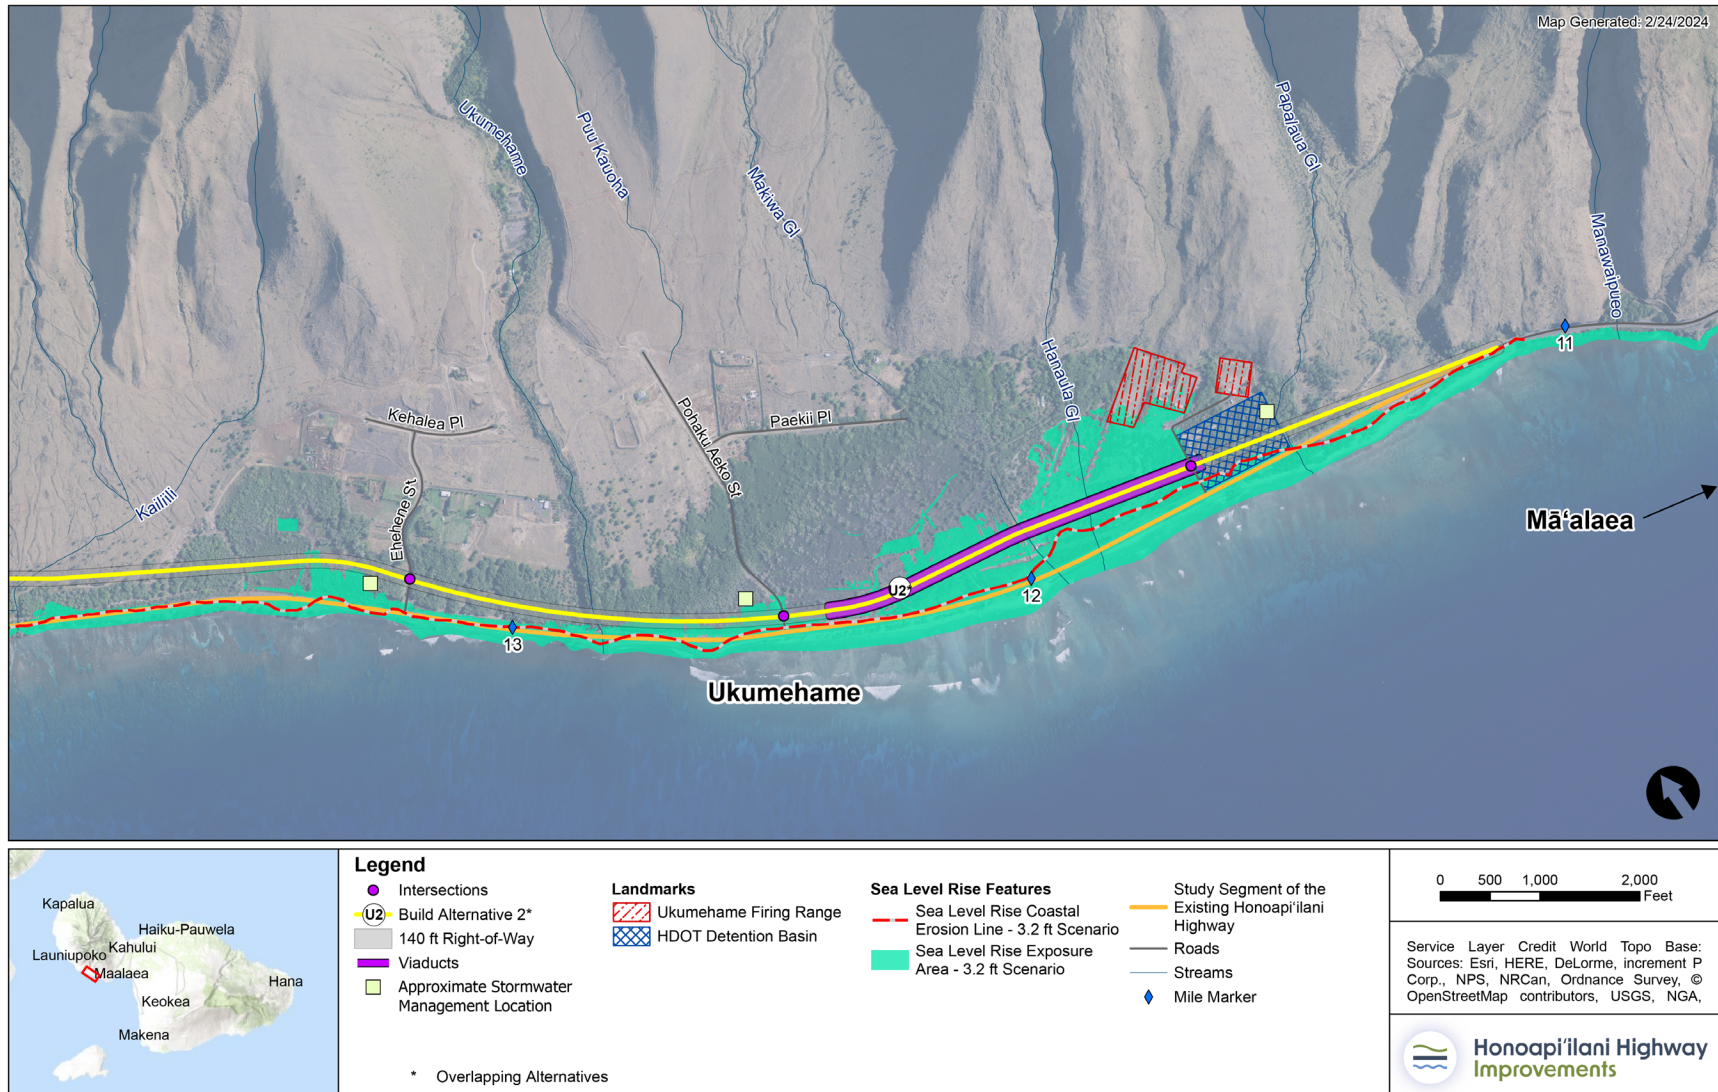 Map Generated: 2/24/2024
Ukumehame
Puu Kauoha
Makiwa Gl
Papalaua Gl
Manawaipueo
Hanaula Gl
Kailiili
Kehalea Pl
Ehehene St
Pohaku Aeko St
Paekii Pl
U2*
11
12
13
Māʻalaea
Ukumehame
Kapalua
Haiku-Pauwela
Kahului
Launiupoko
Maalaea
Hana
Keokea
Makena
Legend
Intersections
U2 Build Alternative 2*
140 ft Right-of-Way
Viaducts
Approximate Stormwater
Management Location
* Overlapping Alternatives
Landmarks
Ukumehame Firing Range
HDOT Detention Basin
Sea Level Rise Features
Sea Level Rise Coastal
Erosion Line - 3.2 ft Scenario
Sea Level Rise Exposure
Area - 3.2 ft Scenario
Study Segment of the
Existing Honoapiʻilani
Highway
Roads
Streams
Mile Marker
0 500 1,000 2,000
Feet
Service Layer Credit World Topo Base:
Sources: Esri, HERE, DeLorme, increment P
Corp., NPS, NRCan, Ordnance Survey, ©
OpenStreetMap contributors, USGS, NGA,
Honoapiʻilani Highway
Improvements